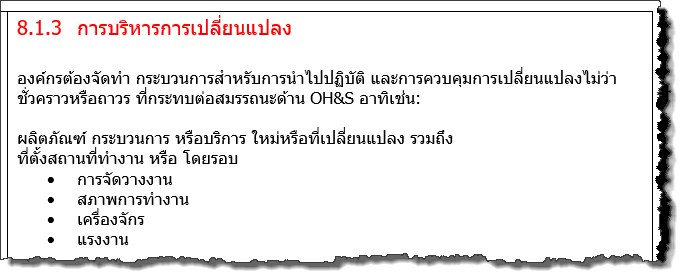 8.1.3 การบริหารการเปลี่ยนแปลง
องค์กรต้องจัดทำ กระบวนการสำหรับการนำไปปฏิบัติ และการควบคุมการเปลี่ยนแปลงไม่ว่า
ชั่วคราวหรือถาวร ที่กระทบต่อสมรรถนะด้าน OH&S อาทิเช่น:
ผลิตภัณฑ์ กระบวนการ หรือบริการ ใหม่หรือที่เปลี่ยนแปลง รวมถึง
ที่ตั้งสถานที่ทำงาน หรือ โดยรอบ
• การจัดวางงาน
• สภาพการทำงาน
• เครื่องจักร
• แรงงาน